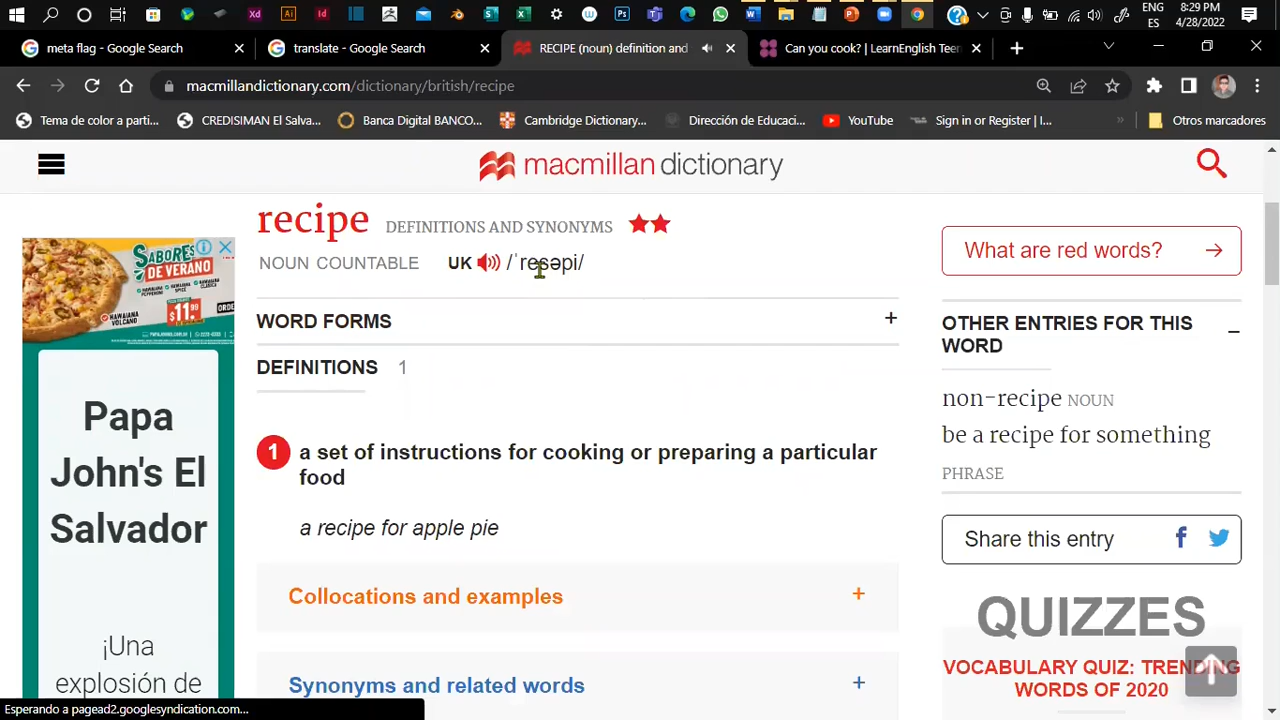 ENG
ES
8:29 PM
4/28/2022
meta flag - Google Search
translate - Google Search
RECIPE (noun) definition and
Can you cook? | LearnEnglish Teen
macmillandictionary.com/dictionary/british/recipe
Tema de color a parti...
CREDISIMAN El Salva...
Banca Digital BANCO...
Cambridge Dictionary...
Dirección de Educaci...
YouTube
Sign in or Register | I...
Otros marcadores
macmillan dictionary
recipe DEFINITIONS AND SYNONYMS
NOUN COUNTABLE UK /ˈresəpi/
WORD FORMS
DEFINITIONS 1
1 a set of instructions for cooking or preparing a particular
food
a recipe for apple pie
Collocations and examples
Synonyms and related words
SABORES
DE VERANO
$11.99
Papa
John's El
Salvador
¡Una
explosión de
What are red words?
OTHER ENTRIES FOR THIS
WORD
non-recipe NOUN
be a recipe for something
PHRASE
Share this entry
QUIZZES
VOCABULARY QUIZ: TRENDING
WORDS OF 2020
Esperando a pagead2.googlesyndication.com...